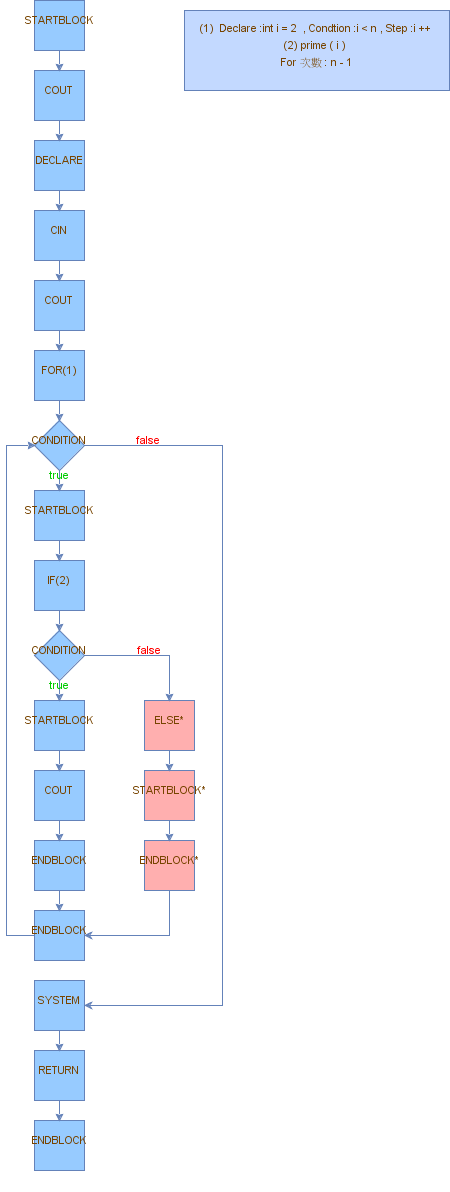 STARTBLOCK
(1) Declare :int i = 2 , Condtion :i < n , Step :i ++
(2) prime ( i )
For 次數 : n - 1
COUT
DECLARE
CIN
COUT
FOR(1)
CONDITION
false
true
STARTBLOCK
IF(2)
CONDITION
false
true
STARTBLOCK
ELSE*
COUT
STARTBLOCK*
ENDBLOCK
ENDBLOCK*
ENDBLOCK
SYSTEM
RETURN
ENDBLOCK